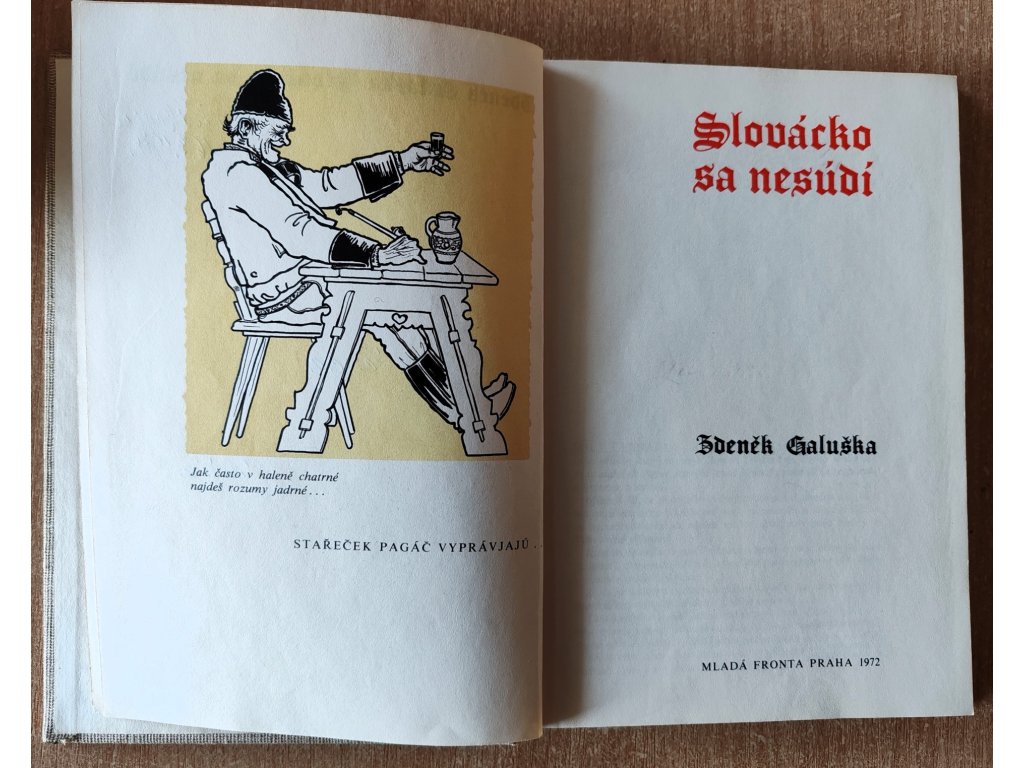 Jak často v haleně chatrné
najdeš rozumy jadrné...
STAŘEČEK PAGÁČ VYPRÁVJAJÚ...
Slovácko
sa nesúdí
Zdeněk Galuška
MLADÁ FRONTA PRAHA 1972